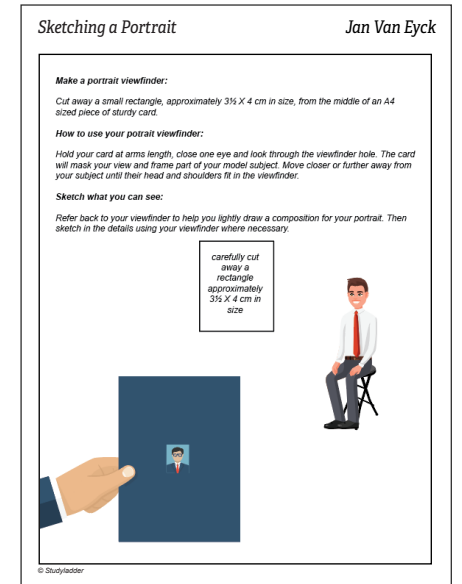 Sketching a Portrait
Jan Van Eyck
Make a portrait viewfinder:
Cut away a small rectangle, approximately 3½ X 4 cm in size, from the middle of an A4
sized piece of sturdy card.
How to use your potrait viewfinder:
Hold your card at arms length, close one eye and look through the viewfinder hole. The card
will mask your view and frame part of your model subject. Move closer or further away from
your subject until their head and shoulders fit in the viewfinder.
Sketch what you can see:
Refer back to your viewfinder to help you lightly draw a composition for your portrait. Then
sketch in the details using your viewfinder where necessary.
carefully cut
away a
rectangle
approximately
3½ X 4 cm in
size
© Studyladder